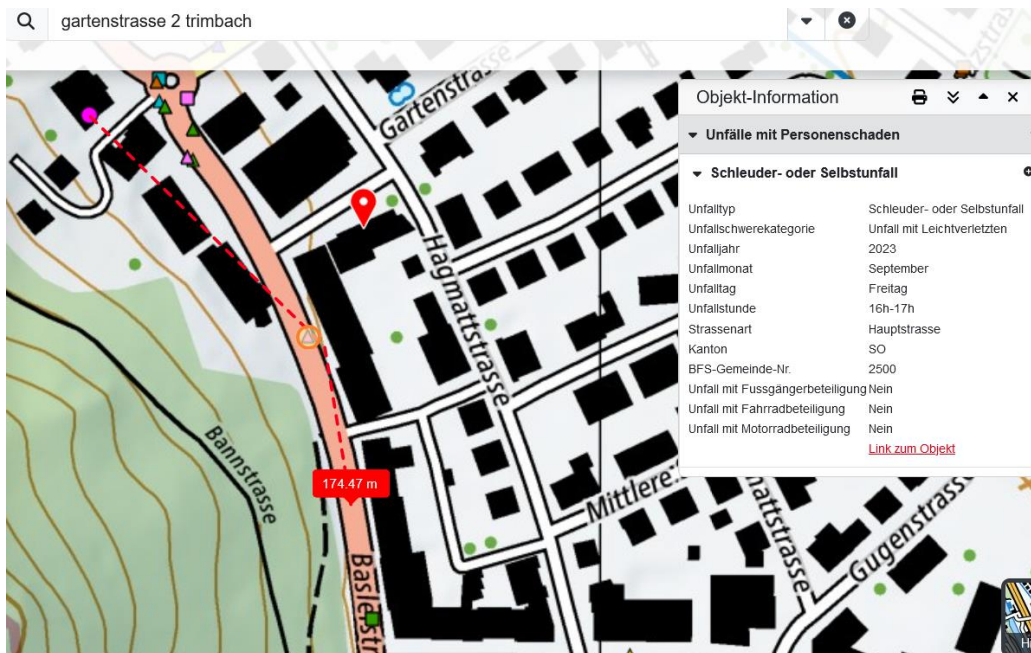 gartenstrasse 2 trimbach
Gartenstrasse
Objekt-Information
Unfälle mit Personenschaden
Schleuder- oder Selbstunfall
Unfalltyp Schleuder- oder Selbstunfall
Unfallschwerekategorie Unfall mit Leichtverletzten
Unfalljahr 2023
Unfallmonat September
Unfalltag Freitag
Unfallstunde 16h-17h
Strassenart Hauptstrasse
Kanton SO
BFS-Gemeinde-Nr. 2500
Unfall mit Fussgängerbeteiligung Nein
Unfall mit Fahrradbeteiligung Nein
Unfall mit Motorradbeteiligung Nein
Link zum Objekt
Hagmattstrasse
Bannstrasse
174.47 m
Mittlere
mattstrasse
Gugenstrasse
Baslerstr
H